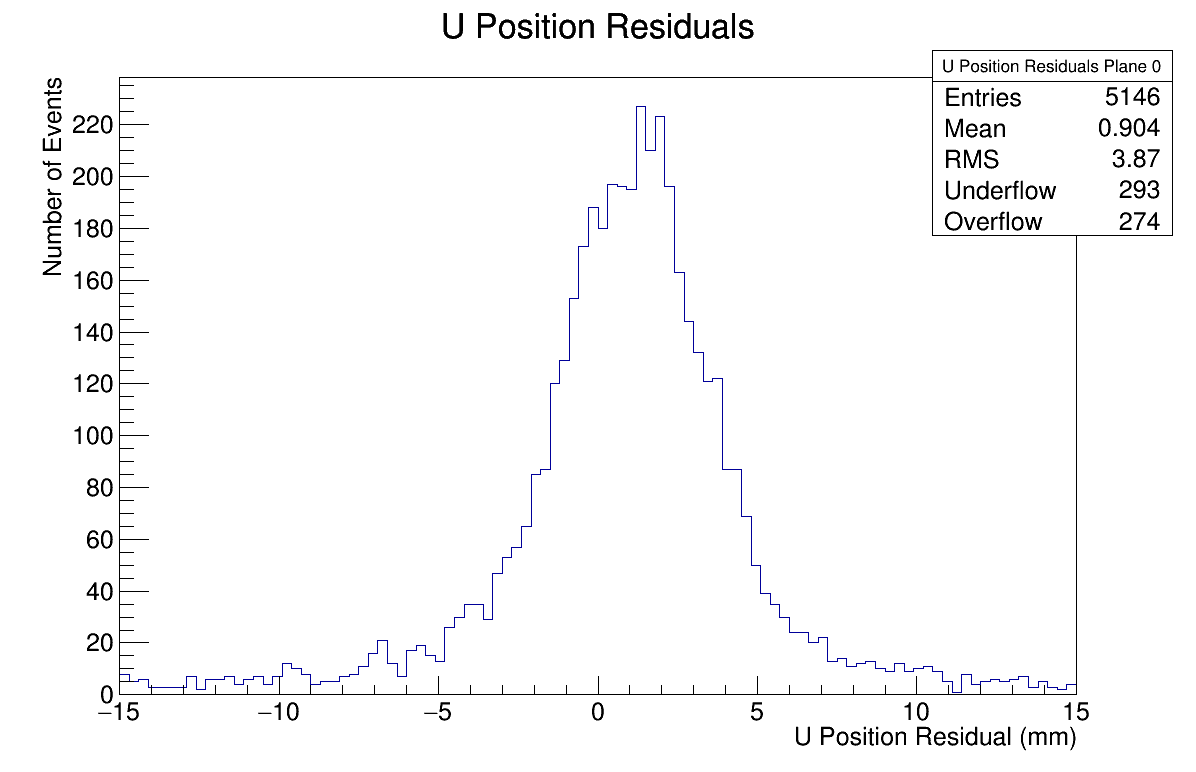 U Position Residuals
U Position Residuals Plane 0
Entries 5146
Mean 0.904
RMS 3.87
Underflow 293
Overflow 274
Number of Events
220
200
180
160
140
120
100
80
60
40
20
0
−15 −10 −5 0 5 10 15
U Position Residual (mm)